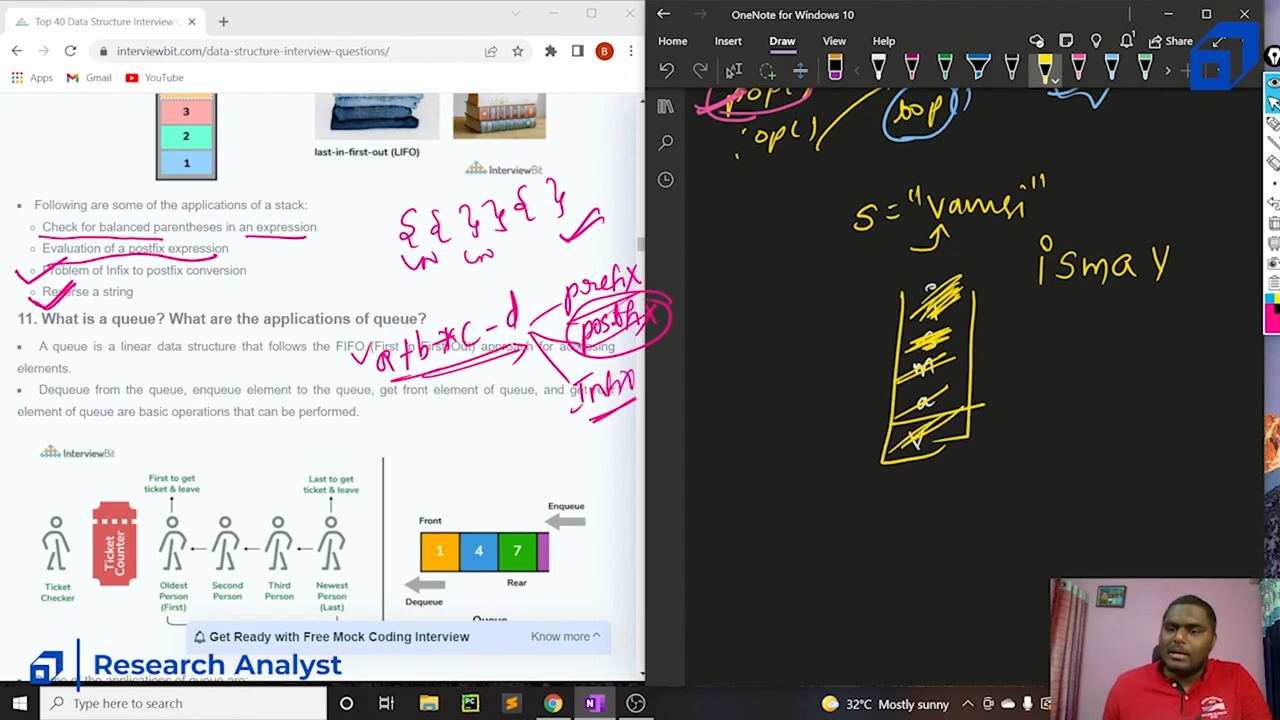 Top 40 Data Structure Interview
interviewbit.com/data-structure-interview-questions/
B
Apps
Gmail
YouTube
3
2
1
last-in-first-out (LIFO)
InterviewBit
Following are some of the applications of a stack:
Check for balanced parentheses in an expression
Evaluation of a postfix expression
Problem of Infix to postfix conversion
Reverse a string
{ { } } { }
prefix
postfix
Infix
a+b*c-d
11. What is a queue? What are the applications of queue?
A queue is a linear data structure that follows the FIFO (First In First Out) approach for accessing
elements.
Dequeue from the queue, enqueue element to the queue, get front element of queue, and get rear
element of queue are basic operations that can be performed.
InterviewBit
First to get
ticket & leave
Last to get
ticket & leave
Ticket
Counter
Ticket
Checker
Oldest
Person
(First)
Second
Person
Third
Person
Newest
Person
(Last)
Enqueue
Front
1 4 7
Rear
Dequeue
Queue
Get Ready with Free Mock Coding Interview
Know more
Research Analyst
Type here to search
OneNote for Windows 10
Home
Insert
Draw
View
Help
Share
pop()
pop()
s = "Vamsi"
ismaV
m
a
V
32°C Mostly sunny